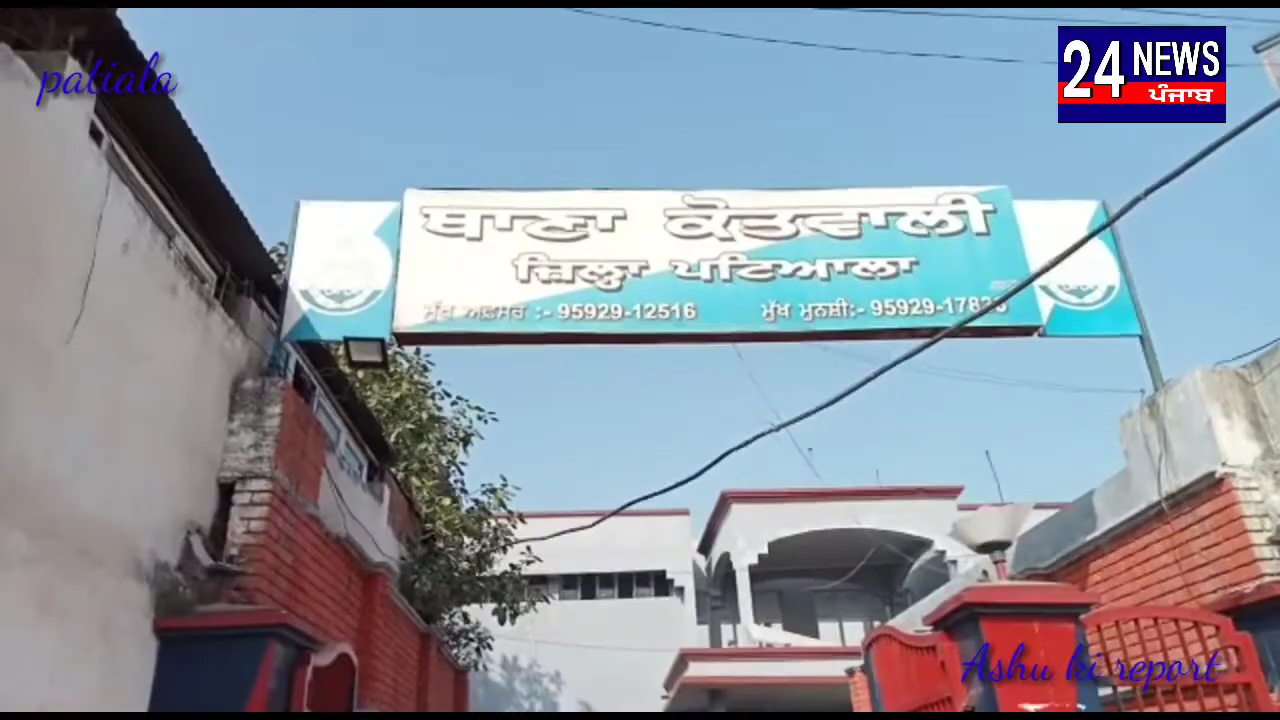 patiala
24 NEWS
ਪੰਜਾਬ
ਥਾਣਾ ਕੋਤਵਾਲੀ
ਜ਼ਿਲ੍ਹਾ ਪਟਿਆਲਾ
ਮੁੱਖ ਅਫਸਰ :- 95929-12516 ਮੁੱਖ ਮੁਨਸ਼ੀ:-
Ashu ki report